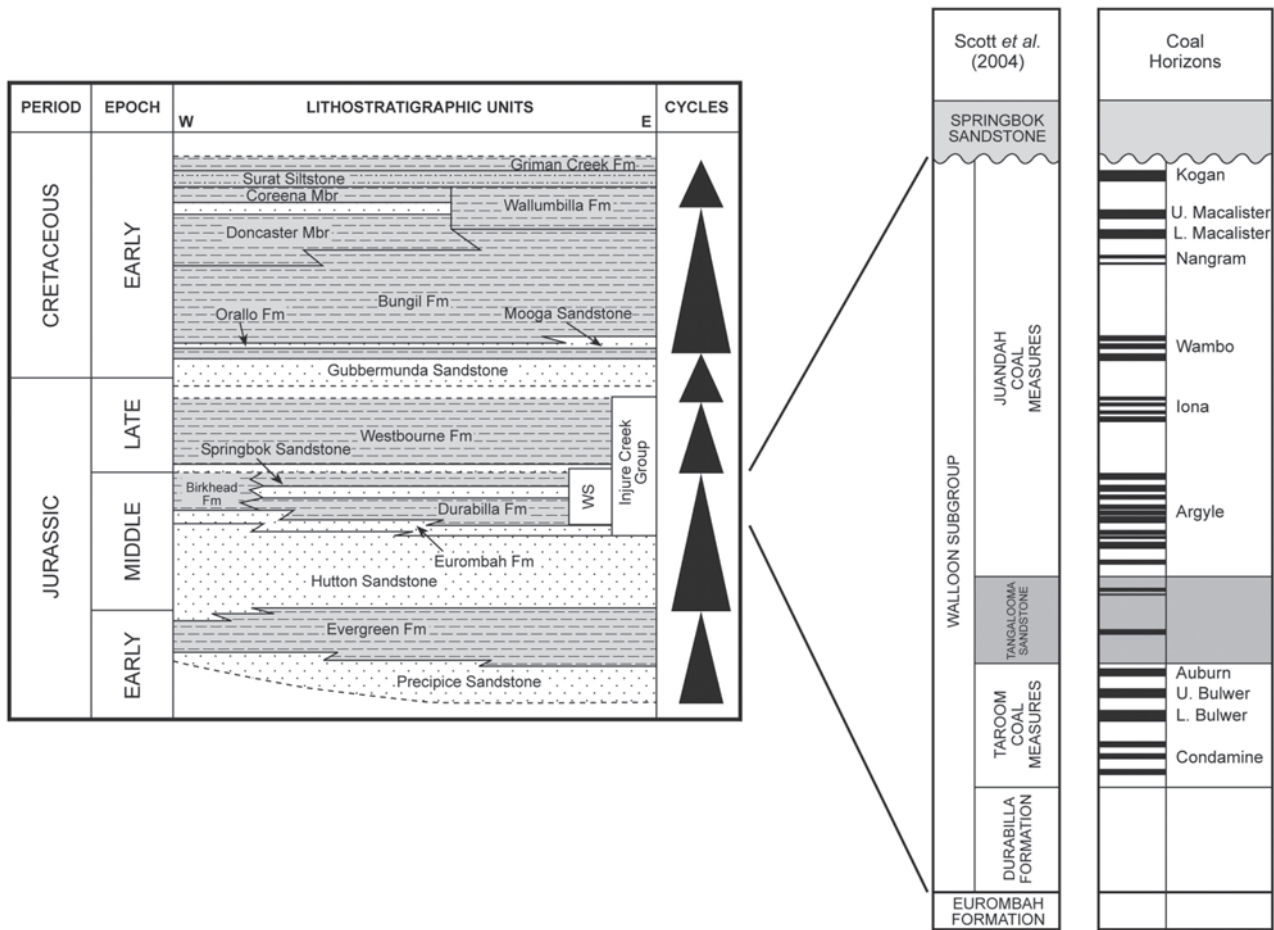 PERIOD
EPOCH
LITHOSTRATIGRAPHIC UNITS
W
E
CYCLES
CRETACEOUS
EARLY
JURASSIC
LATE
MIDDLE
EARLY
Griman Creek Fm
Surat Siltstone
Coreena Mbr
Wallumbilla Fm
Doncaster Mbr
Bungil Fm
Orallo Fm
Mooga Sandstone
Gubbermunda Sandstone
Westbourne Fm
Springbok Sandstone
Birkhead
Fm
Durabilla Fm
WS
Injure Creek
Group
Eurombah Fm
Hutton Sandstone
Evergreen Fm
Precipice Sandstone
Scott et al.
(2004)
SPRINGBOK
SANDSTONE
WALLOON SUBGROUP
JUANDAH
COAL
MEASURES
TANGALOOMA
SANDSTONE
TAROOM
COAL
MEASURES
DURABILLA
FORMATION
EUROMBAH
FORMATION
Coal
Horizons
Kogan
U. Macalister
L. Macalister
Nangram
Wambo
Iona
Argyle
Auburn
U. Bulwer
L. Bulwer
Condamine